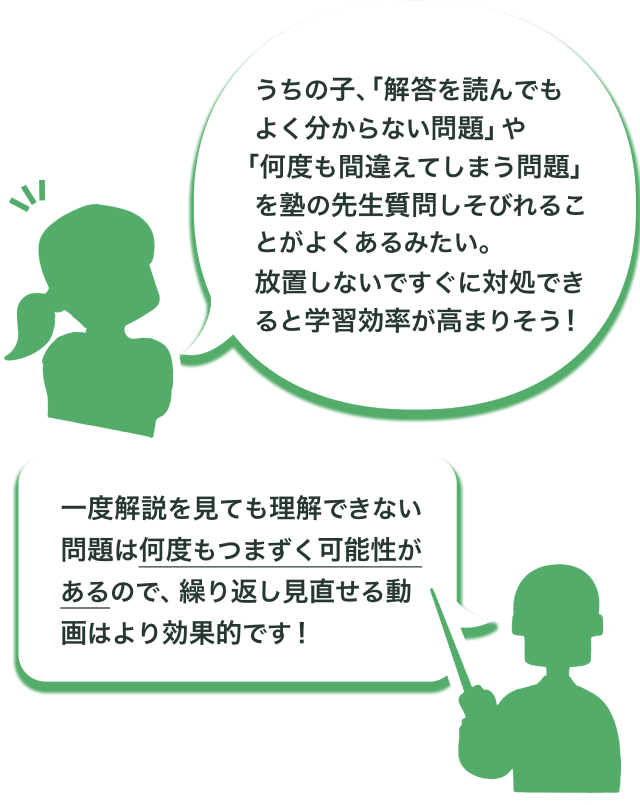 うちの子、「解答を読んでも
よく分からない問題」や
「何度も間違えてしまう問題」
を塾の先生質問しそびれるこ
とがよくあるみたい。
放置しないですぐに対処でき
ると学習効率が高まりそう！
一度解説を見ても理解できない
問題は何度もつまずく可能性が
あるので、繰り返し見直せる動
画はより効果的です！